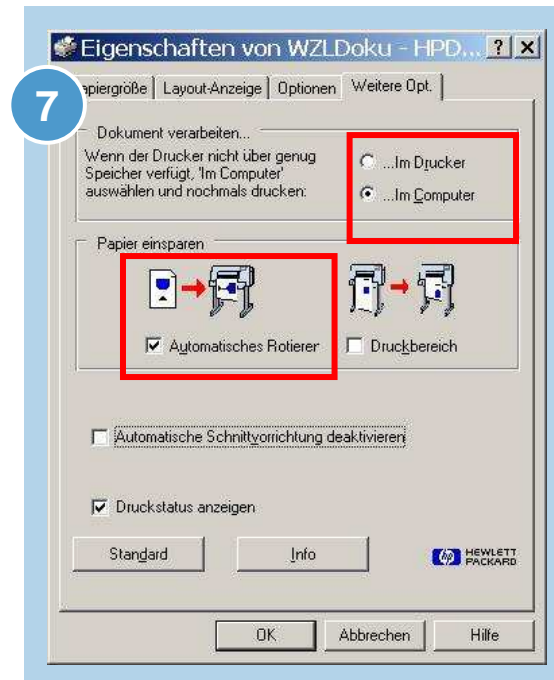 Eigenschaften von WZLDoku - HPD...
7
apiergröße Layout-Anzeige Optionen Weitere Opt.
Dokument verarbeiten...
Wenn der Drucker nicht über genug
Speicher verfügt, 'Im Computer'
auswählen und nochmals drucken:
...Im Drucker
...Im Computer
Papier einsparen
Automatisches Rotierer
Druckbereich
Automatische Schnittvorrichtung deaktivieren
Druckstatus anzeigen
Standard Info
hp HEWLETT
PACKARD
OK Abbrechen Hilfe